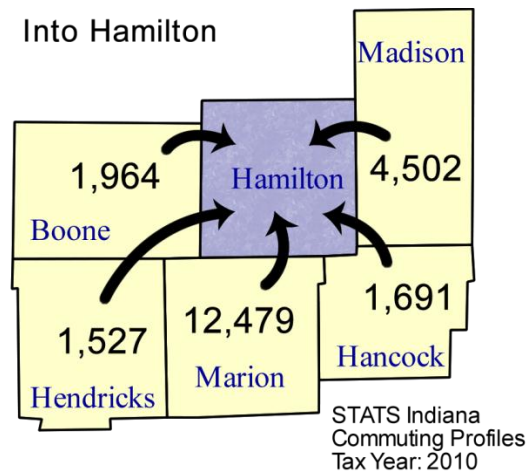 Into Hamilton
Madison
1,964
Hamilton
4,502
Boone
1,527
12,479
1,691
Hendricks
Marion
Hancock
STATS Indiana
Commuting Profiles
Tax Year: 2010